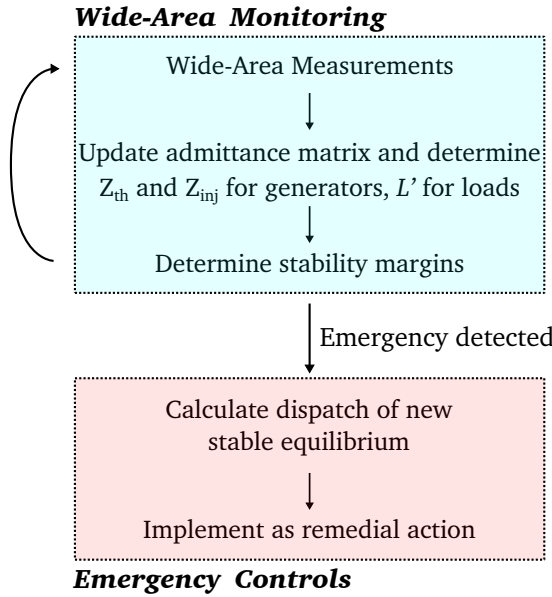 Wide-Area Monitoring
Wide-Area Measurements
Update admittance matrix and determine
Zth and Zinj for generators, L’ for loads
Determine stability margins
Emergency detected
Calculate dispatch of new
stable equilibrium
Implement as remedial action
Emergency Controls